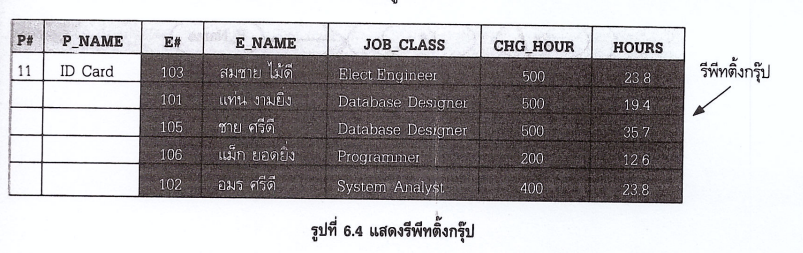 P# P_NAME E# E_NAME JOB_CLASS CHG_HOUR HOURS
11 ID Card 103 สมชาย ไม้ดี Elect Engineer 500 23.8
101 แท่น งามยิ่ง Database Designer 500 19.4
105 ชาย ศรีดี Database Designer 500 35.7
106 แม็ก ยอดยิ่ง Programmer 200 12.6
102 อมร ศรีดี System Analyst 400 23.8
รีพีทติ้งกรุ๊ป
รูปที่ 6.4 แสดงรีพีทติ้งกรุ๊ป